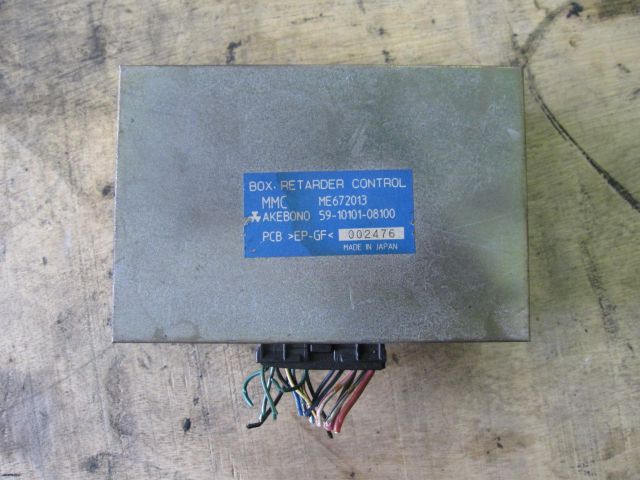 BOX. RETARDER CONTROL
MMC ME672013
AKEBONO 59-10101-08100
PCB >EP-GF< 002476
MADE IN JAPAN